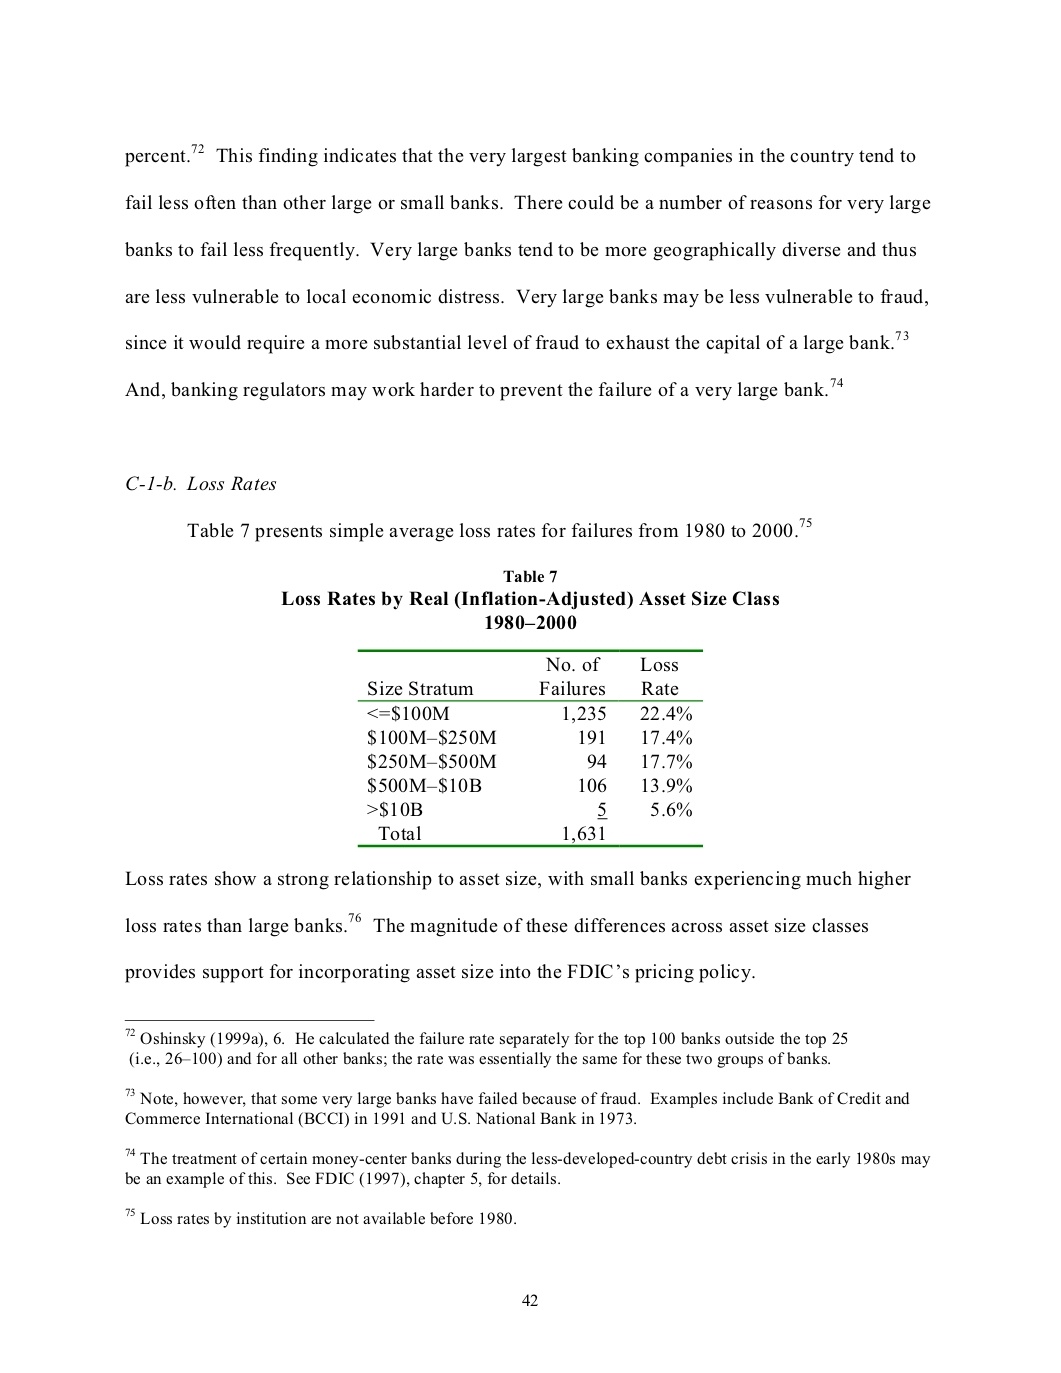 percent.72 This finding indicates that the very largest banking companies in the country tend to
fail less often than other large or small banks. There could be a number of reasons for very large
banks to fail less frequently. Very large banks tend to be more geographically diverse and thus
are less vulnerable to local economic distress. Very large banks may be less vulnerable to fraud,
since it would require a more substantial level of fraud to exhaust the capital of a large bank.73
And, banking regulators may work harder to prevent the failure of a very large bank.74
C-1-b. Loss Rates
Table 7 presents simple average loss rates for failures from 1980 to 2000.75
Table 7
Loss Rates by Real (Inflation-Adjusted) Asset Size Class
1980–2000
No. of Loss
Size Stratum Failures Rate
<=$100M 1,235 22.4%
$100M–$250M 191 17.4%
$250M–$500M 94 17.7%
$500M–$10B 106 13.9%
>$10B 5 5.6%
Total 1,631
Loss rates show a strong relationship to asset size, with small banks experiencing much higher
loss rates than large banks.76 The magnitude of these differences across asset size classes
provides support for incorporating asset size into the FDIC's pricing policy.
72 Oshinsky (1999a), 6. He calculated the failure rate separately for the top 100 banks outside the top 25
(i.e., 26–100) and for all other banks; the rate was essentially the same for these two groups of banks.
73 Note, however, that some very large banks have failed because of fraud. Examples include Bank of Credit and
Commerce International (BCCI) in 1991 and U.S. National Bank in 1973.
74 The treatment of certain money-center banks during the less-developed-country debt crisis in the early 1980s may
be an example of this. See FDIC (1997), chapter 5, for details.
75 Loss rates by institution are not available before 1980.
42